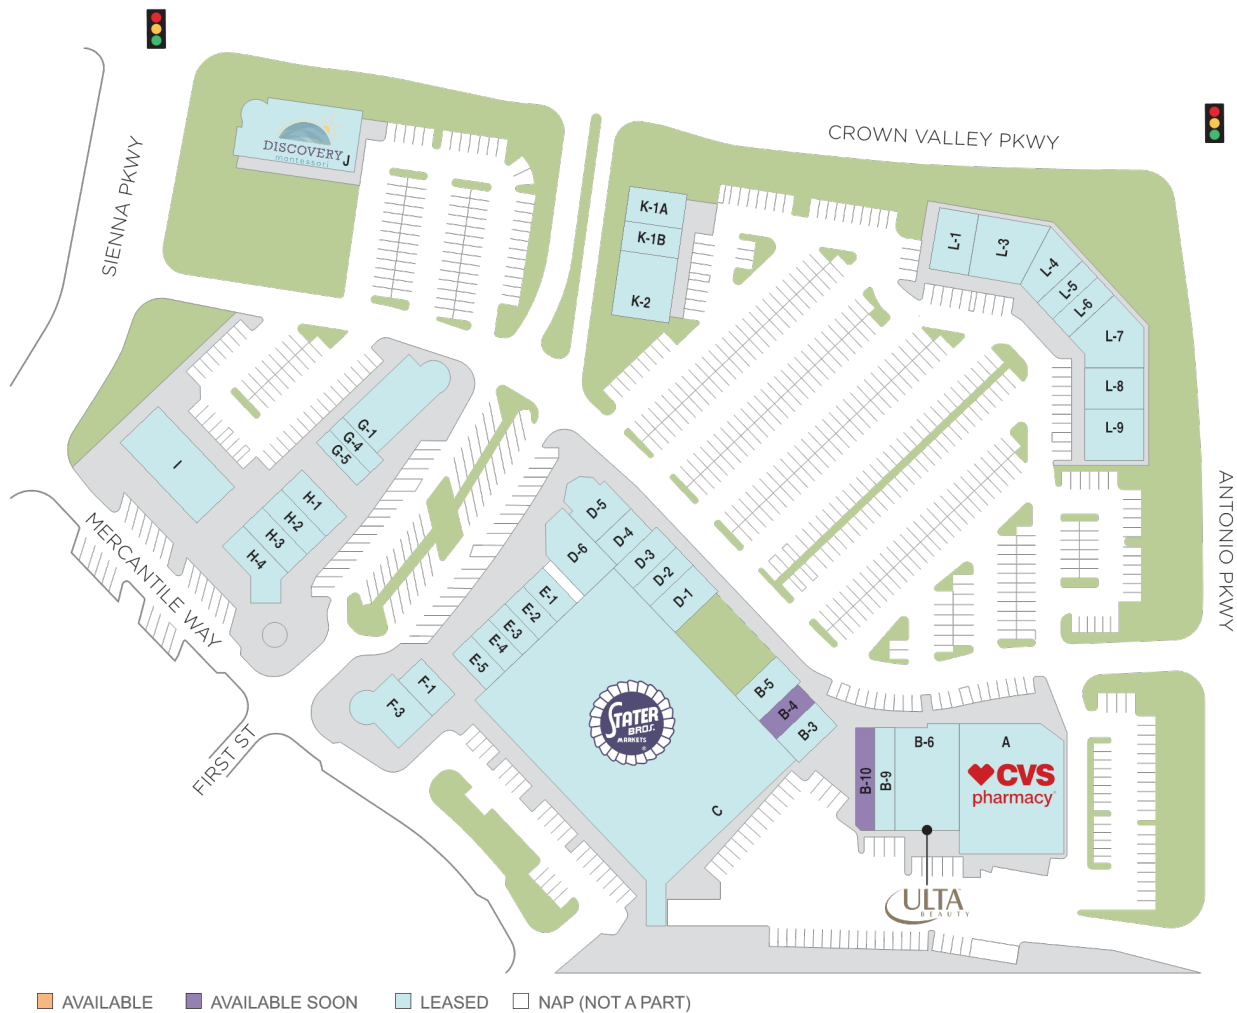 CROWN VALLEY PKWY
SIENNA PKWY
DISCOVERY
montessori
J
K-1A
K-1B
K-2
L-1
L-3
L-4
L-5
L-6
L-7
L-8
L-9
ANTONIO PKWY
G-1
G-4
G-5
I
H-1
H-2
H-3
H-4
MERCANTILE WAY
FIRST ST
D-5
D-4
D-3
D-2
D-1
D-6
E-1
E-2
E-3
E-4
E-5
F-1
F-3
STATER
BROS.
MARKETS
®
C
B-5
B-4
B-3
B-10
B-9
B-6
A
CVS
pharmacy
ULTA
BEAUTY
AVAILABLE
AVAILABLE SOON
LEASED
NAP (NOT A PART)